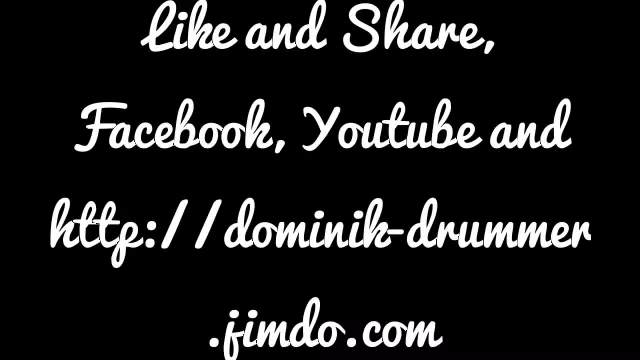 Like and Share,
Facebook, Youtube and
http://dominik-drummer
.jimdo.com